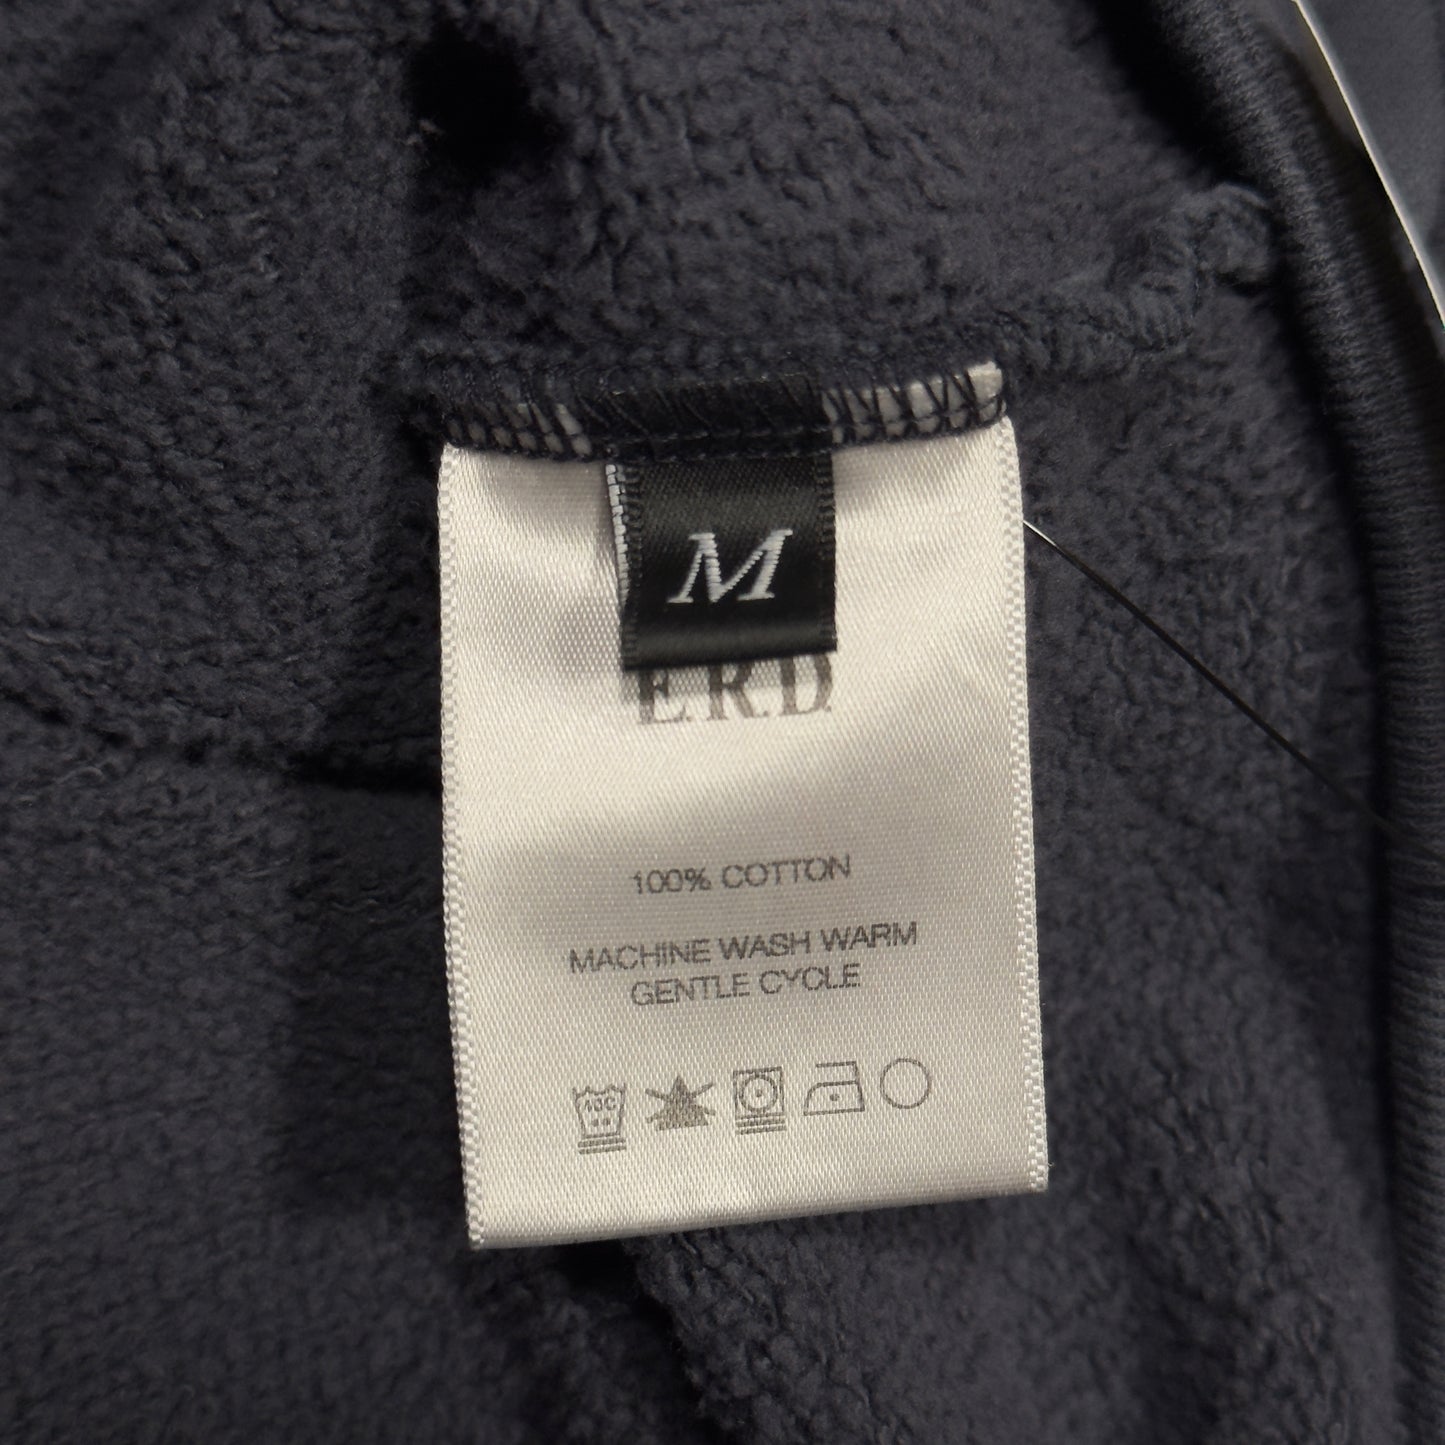 M
E.R.D.
100% COTTON
MACHINE WASH WARM
GENTLE CYCLE